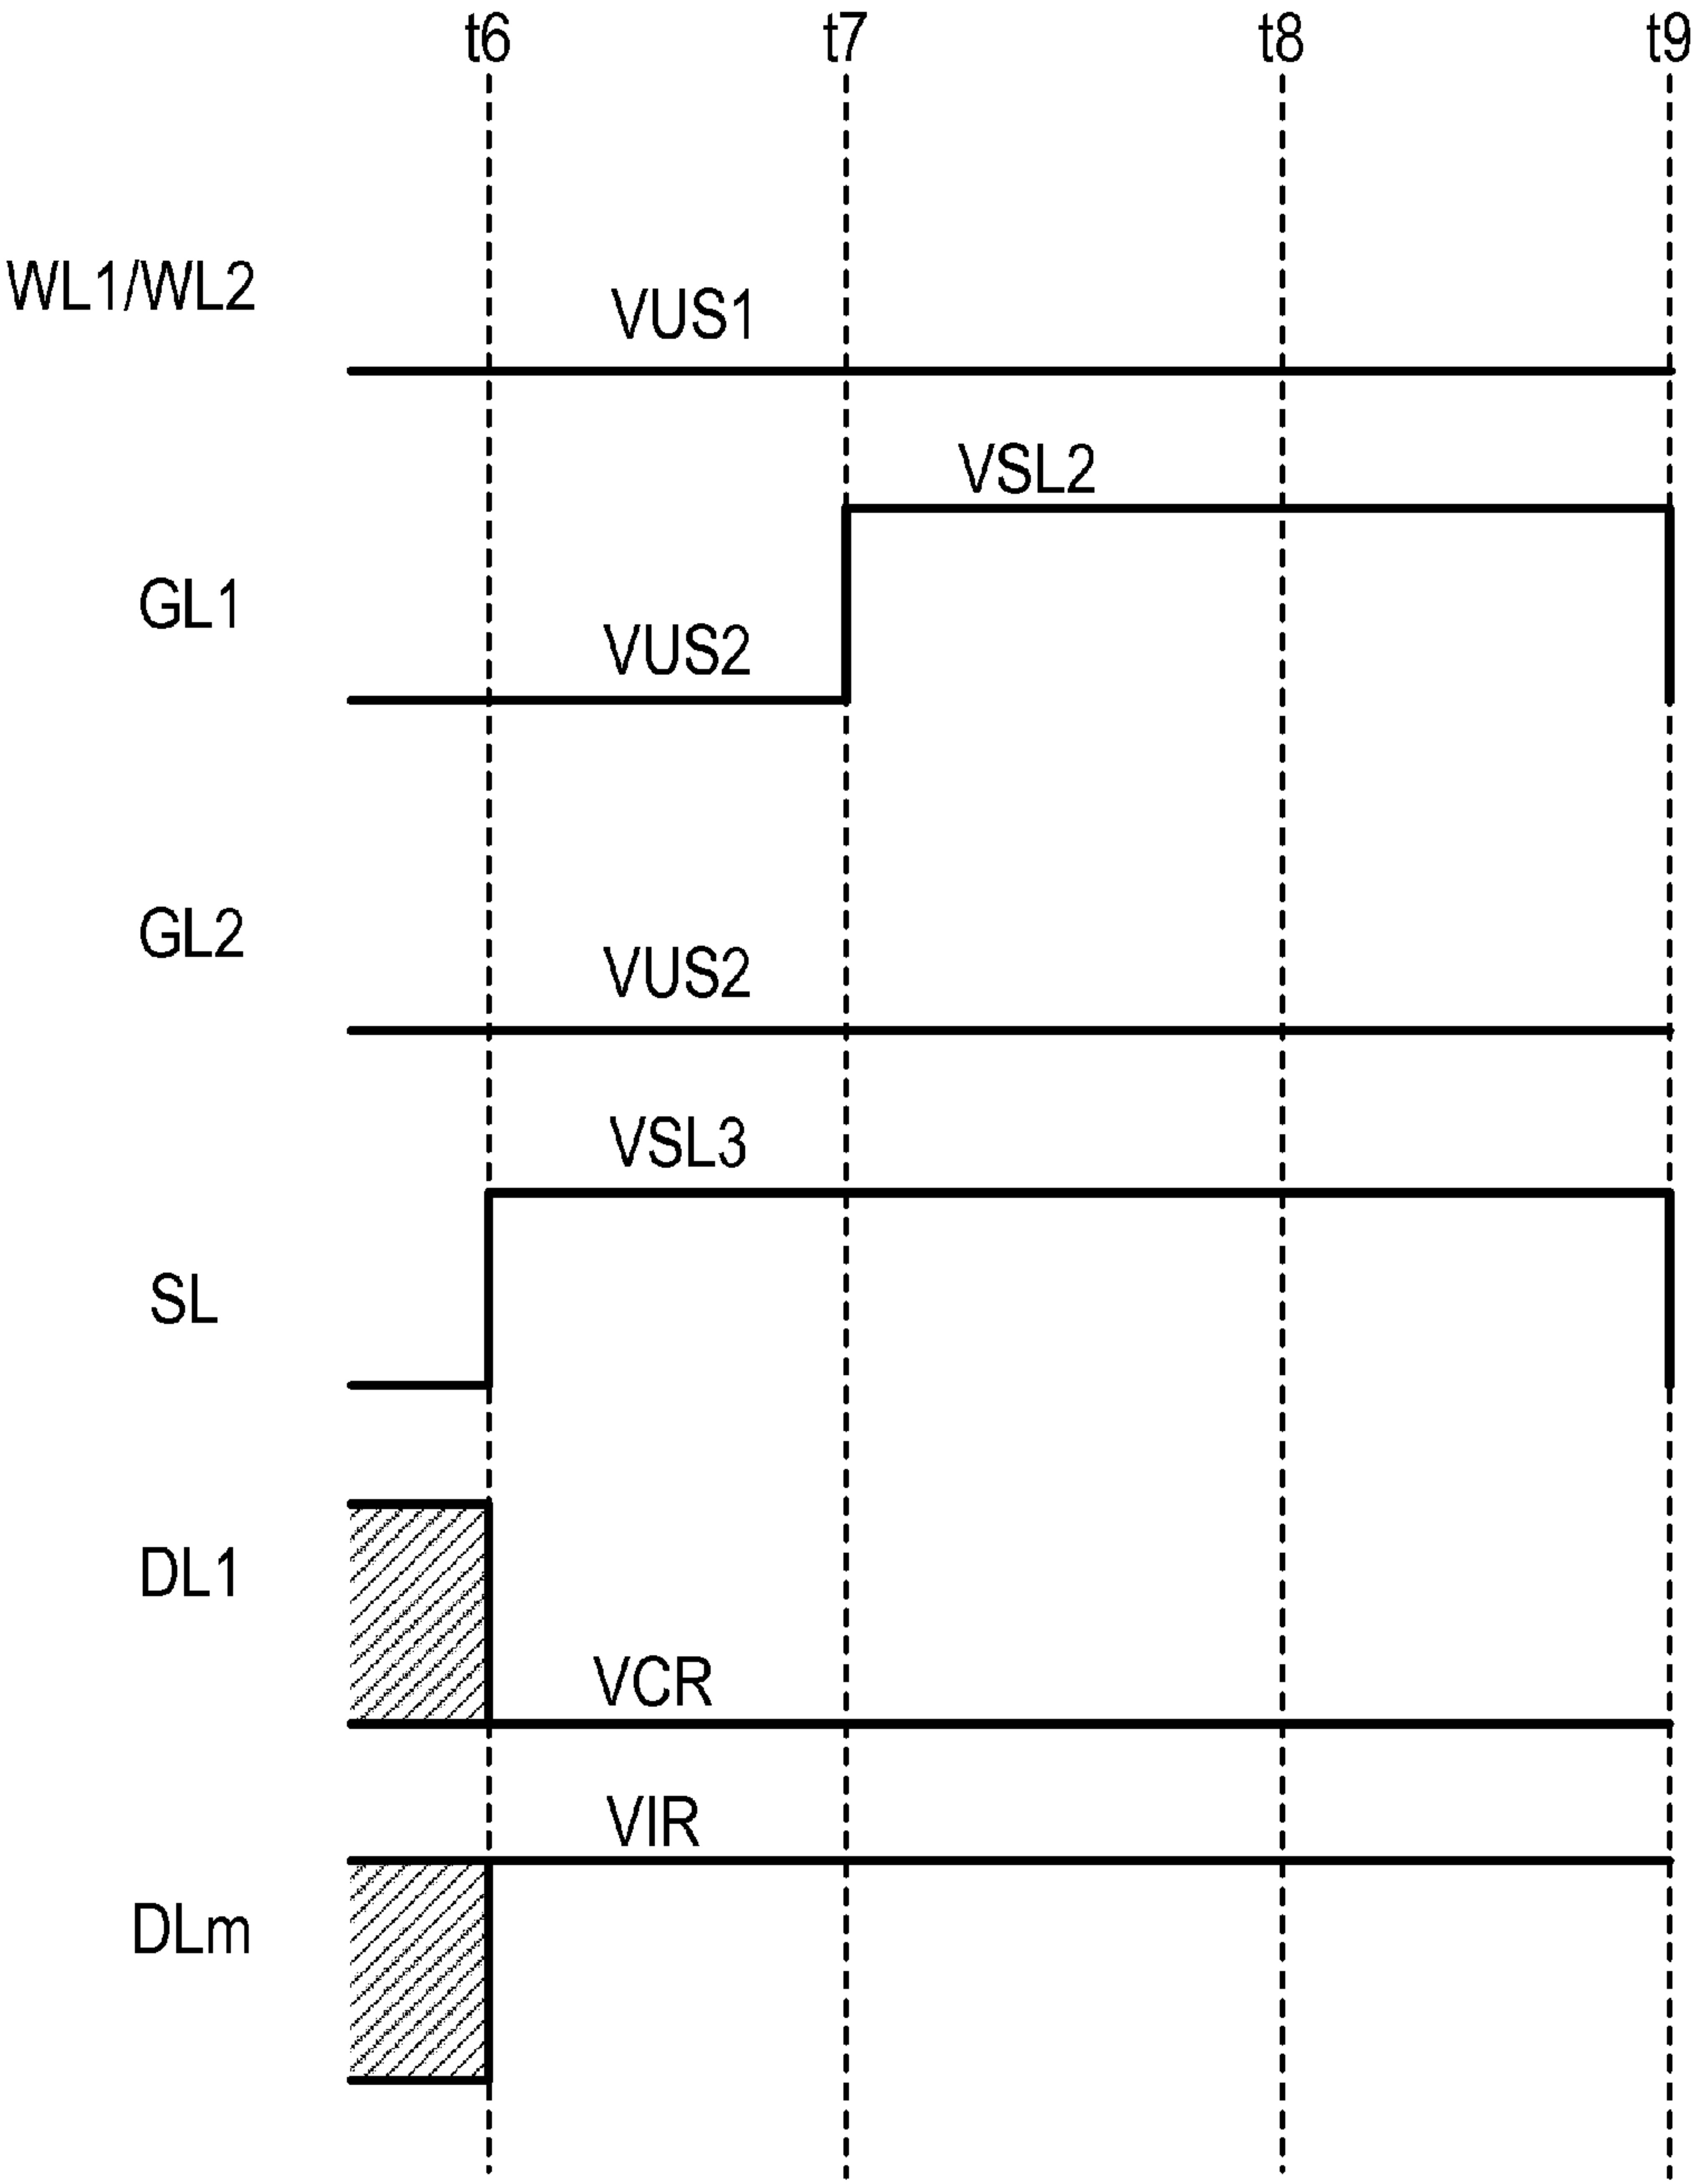 t6 t7 t8 t9
WL1/WL2
VUS1
VSL2
GL1
VUS2
GL2
VUS2
VSL3
SL
DL1
VCR
VIR
DLm